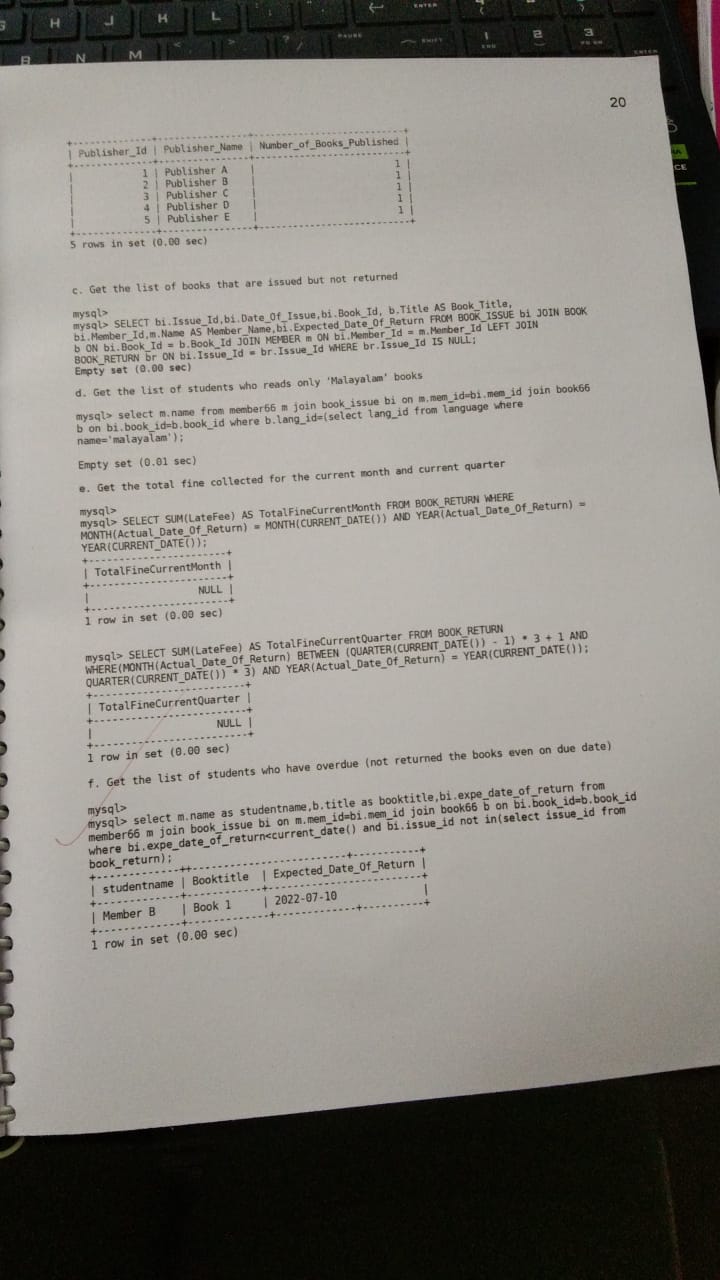 H J K L
← ENTER
PAUSE
SHIFT
1
END
2
3
PG DN
ENTER
B N M < > ? /
20
CE
+------------+----------------+---------------------------+
| Publisher_Id | Publisher_Name | Number_of_Books_Published |
+------------+----------------+---------------------------+
| 1 | Publisher A | 1 |
| 2 | Publisher B | 1 |
| 3 | Publisher C | 1 |
| 4 | Publisher D | 1 |
| 5 | Publisher E | 1 |
+------------+----------------+---------------------------+
5 rows in set (0.00 sec)
c. Get the list of books that are issued but not returned
mysql>
mysql> SELECT bi.Issue_Id,bi.Date_Of_Issue,bi.Book_Id, b.Title AS Book_Title,
bi.Member_Id,m.Name AS Member_Name,bi.Expected_Date_Of_Return FROM BOOK_ISSUE bi JOIN BOOK
b ON bi.Book_Id = b.Book_Id JOIN MEMBER m ON bi.Member_Id = m.Member_Id LEFT JOIN
BOOK_RETURN br ON bi.Issue_Id = br.Issue_Id WHERE br.Issue_Id IS NULL;
Empty set (0.00 sec)
d. Get the list of students who reads only 'Malayalam' books
mysql> select m.name from member66 m join book_issue bi on m.mem_id=bi.mem_id join book66
b on bi.book_id=b.book_id where b.lang_id=(select lang_id from language where
name='malayalam');
Empty set (0.01 sec)
e. Get the total fine collected for the current month and current quarter
mysql>
mysql> SELECT SUM(LateFee) AS TotalFineCurrentMonth FROM BOOK_RETURN WHERE
MONTH(Actual_Date_Of_Return) = MONTH(CURRENT_DATE()) AND YEAR(Actual_Date_Of_Return) =
YEAR(CURRENT_DATE());
+-----------------------+
| TotalFineCurrentMonth |
+-----------------------+
| NULL |
+-----------------------+
1 row in set (0.00 sec)
mysql> SELECT SUM(LateFee) AS TotalFineCurrentQuarter FROM BOOK_RETURN
WHERE(MONTH(Actual_Date_Of_Return) BETWEEN (QUARTER(CURRENT_DATE()) - 1) * 3 + 1 AND
QUARTER(CURRENT_DATE()) * 3) AND YEAR(Actual_Date_Of_Return) = YEAR(CURRENT_DATE());
+-------------------------+
| TotalFineCurrentQuarter |
+-------------------------+
| NULL |
+-------------------------+
1 row in set (0.00 sec)
f. Get the list of students who have overdue (not returned the books even on due date)
mysql>
mysql> select m.name as studentname,b.title as booktitle,bi.expe_date_of_return from
member66 m join book_issue bi on m.mem_id=bi.mem_id join book66 b on bi.book_id=b.book_id
where bi.expe_date_of_return<current_date() and bi.issue_id not in(select issue_id from
book_return);
+-------------++-----------------------+----------+
| studentname | Booktitle | Expected_Date_Of_Return |
+-------------+-----------+-------------------------+
| Member B | Book 1 | 2022-07-10 |
+-------------+-----------+-------------+-----------+
1 row in set (0.00 sec)